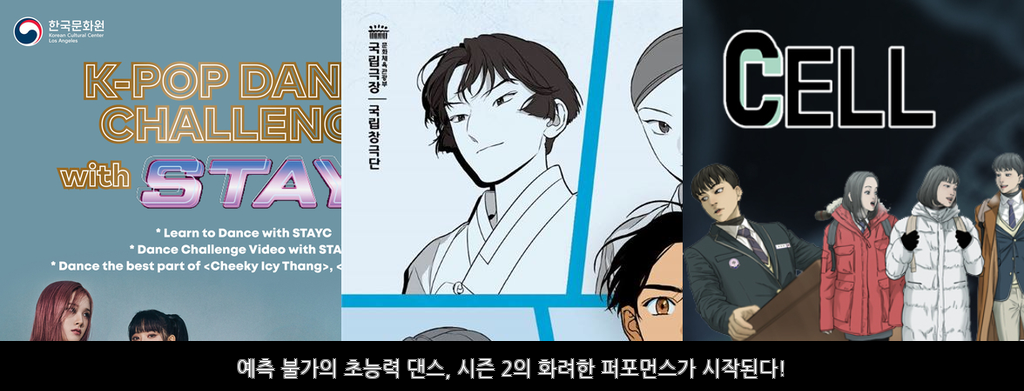 한국문화원
Korean Cultural Center
Los Angeles
K-POP DAN
CHALLENG
with STAY
* Learn to Dance with STAYC
* Dance Challenge Video with STA
* Dance the best part of <Cheeky Icy Thang>, <
문화체육관광부
국립극장 | 국립창극단
CELL
예측 불가의 초능력 댄스, 시즌 2의 화려한 퍼포먼스가 시작된다!